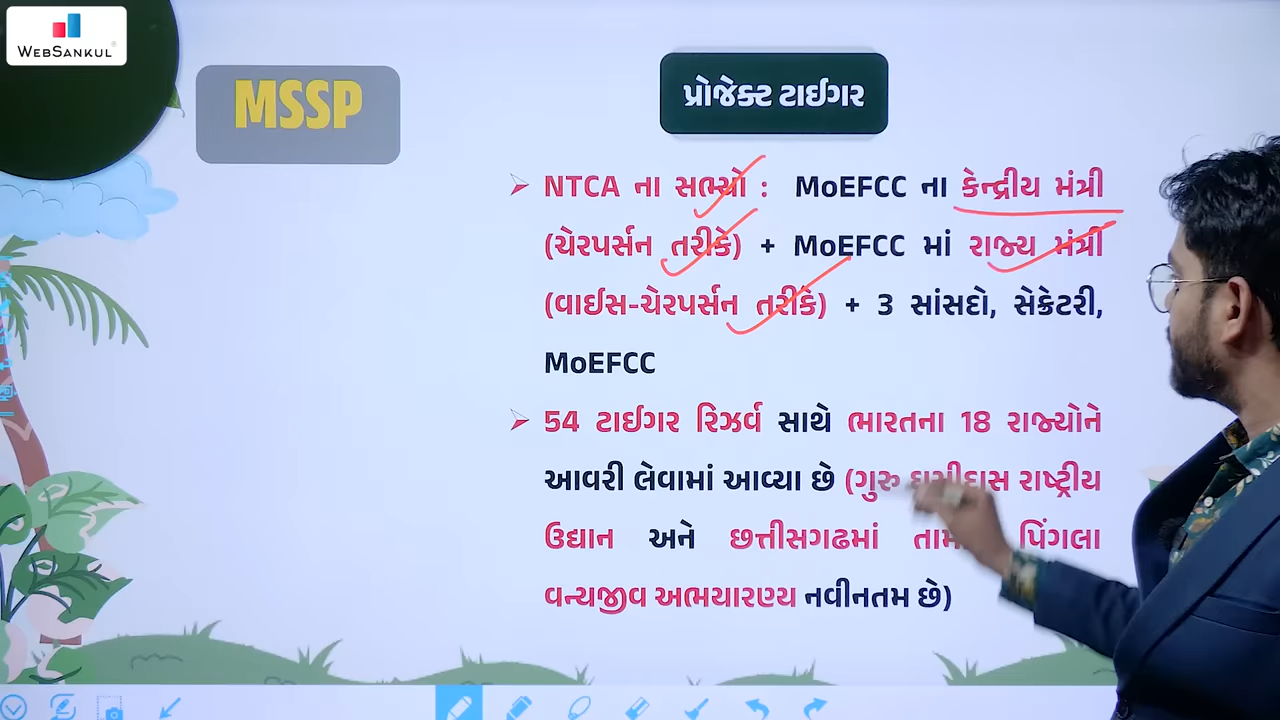 WEBSANKUL
MSSP
પ્રોજેક્ટ ટાઈગર
NTCA ના સભ્યો : MoEFCC ના કેન્દ્રીય મંત્રી
(ચેરપર્સન તરીકે) + MoEFCC માં રાજ્ય મંત્રી
(વાઈસ-ચેરપર્સન તરીકે) + 3 સાંસદો, સેક્રેટરી,
MoEFCC
54 ટાઈગર રિઝર્વ સાથે ભારતના 18 રાજ્યોને
આવરી લેવામાં આવ્યા છે (ગુરુ ઘાસીદાસ રાષ્ટ્રીય
ઉદ્યાન અને છત્તીસગઢમાં પિંગલા
વન્યજીવ અભયારણ્ય નવીનતમ છે)